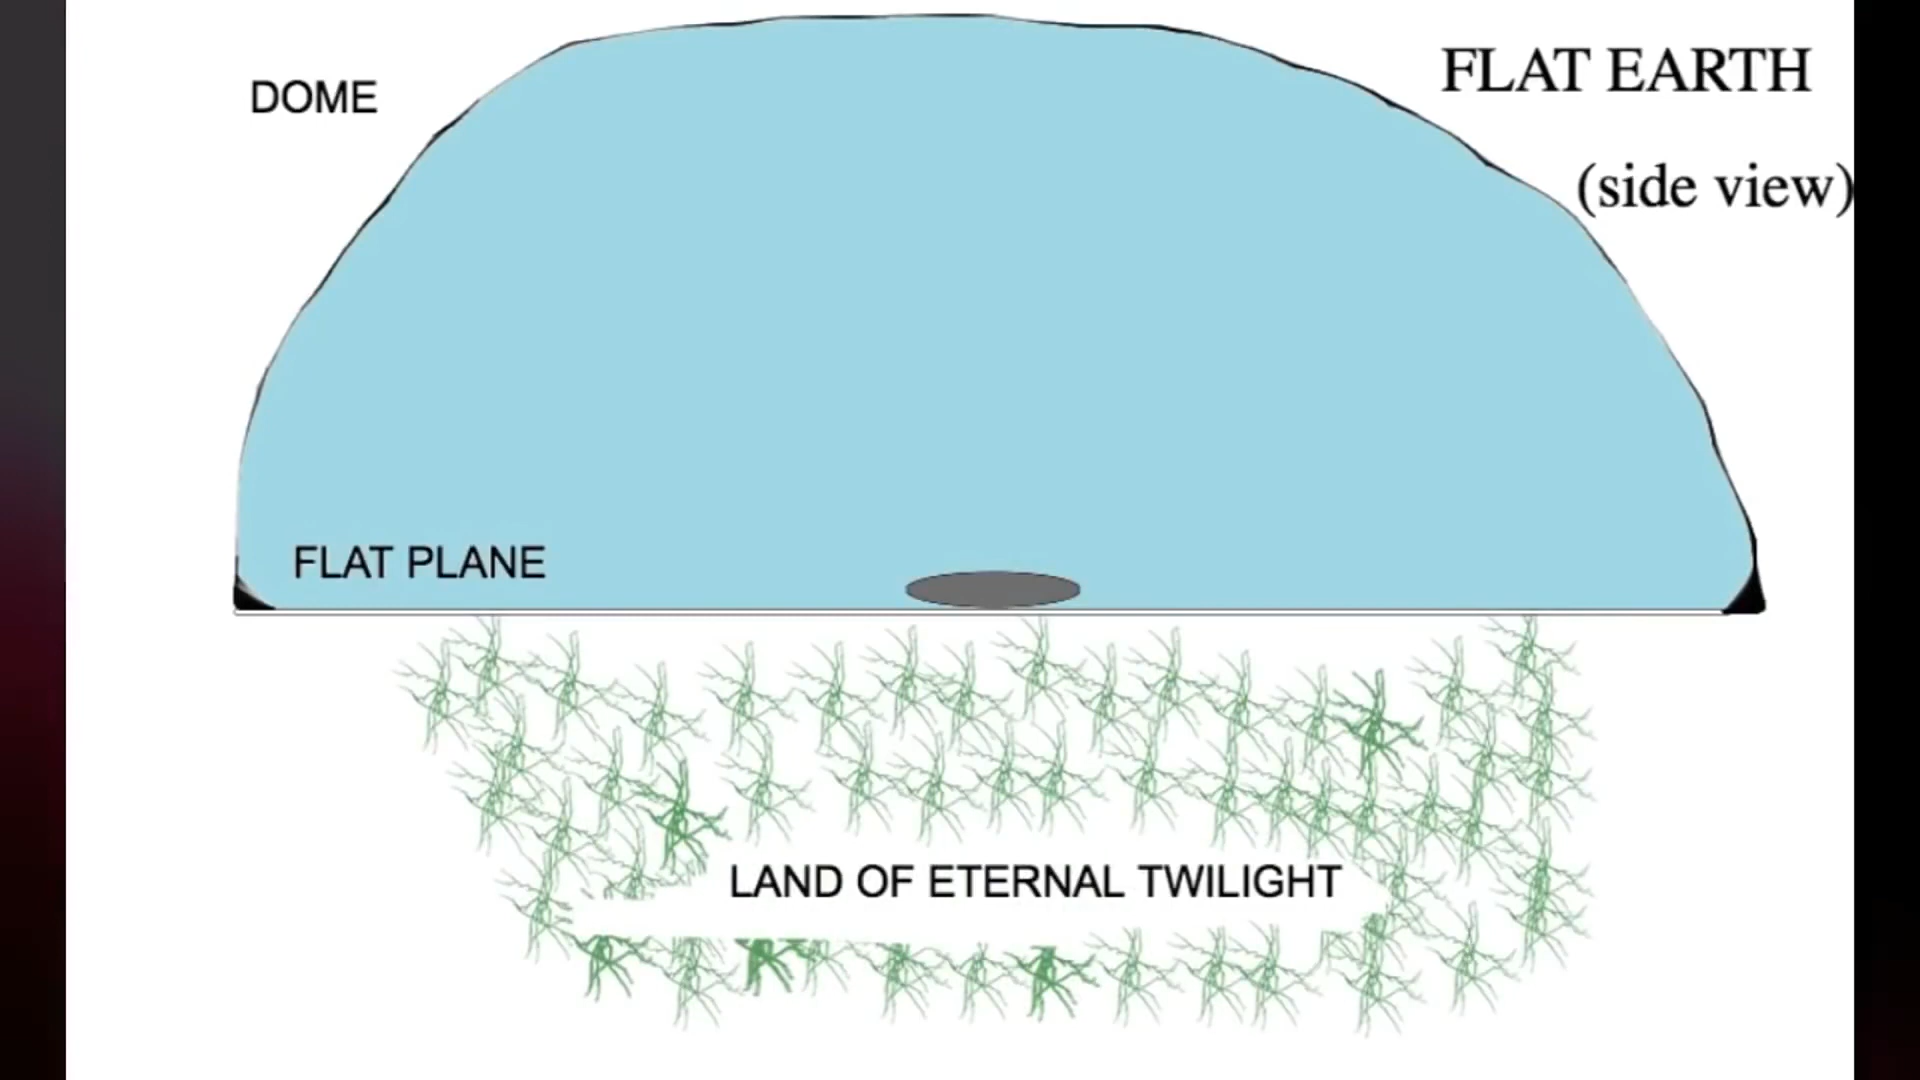 FLAT EARTH
DOME
(side view)
FLAT PLANE
LAND OF ETERNAL TWILIGHT